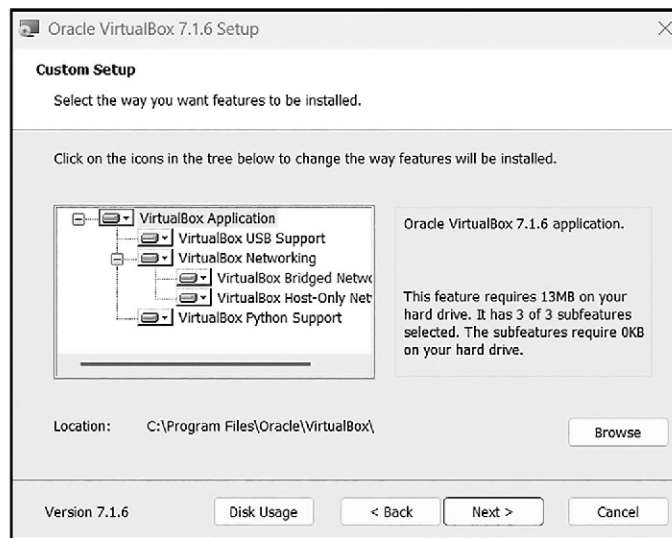 Oracle VirtualBox 7.1.6 Setup
Custom Setup
Select the way you want features to be installed.
Click on the icons in the tree below to change the way features will be installed.
VirtualBox Application
VirtualBox USB Support
VirtualBox Networking
VirtualBox Bridged
VirtualBox Host-Only
VirtualBox Python Support
Oracle VirtualBox 7.1.6 application.
This feature requires 13MB on your
hard drive. It has 3 of 3 subfeatures
selected. The subfeatures require 0KB
on your hard drive.
Location: C:\Program Files\Oracle\VirtualBox\
Browse
Version 7.1.6 Disk Usage < Back Next > Cancel